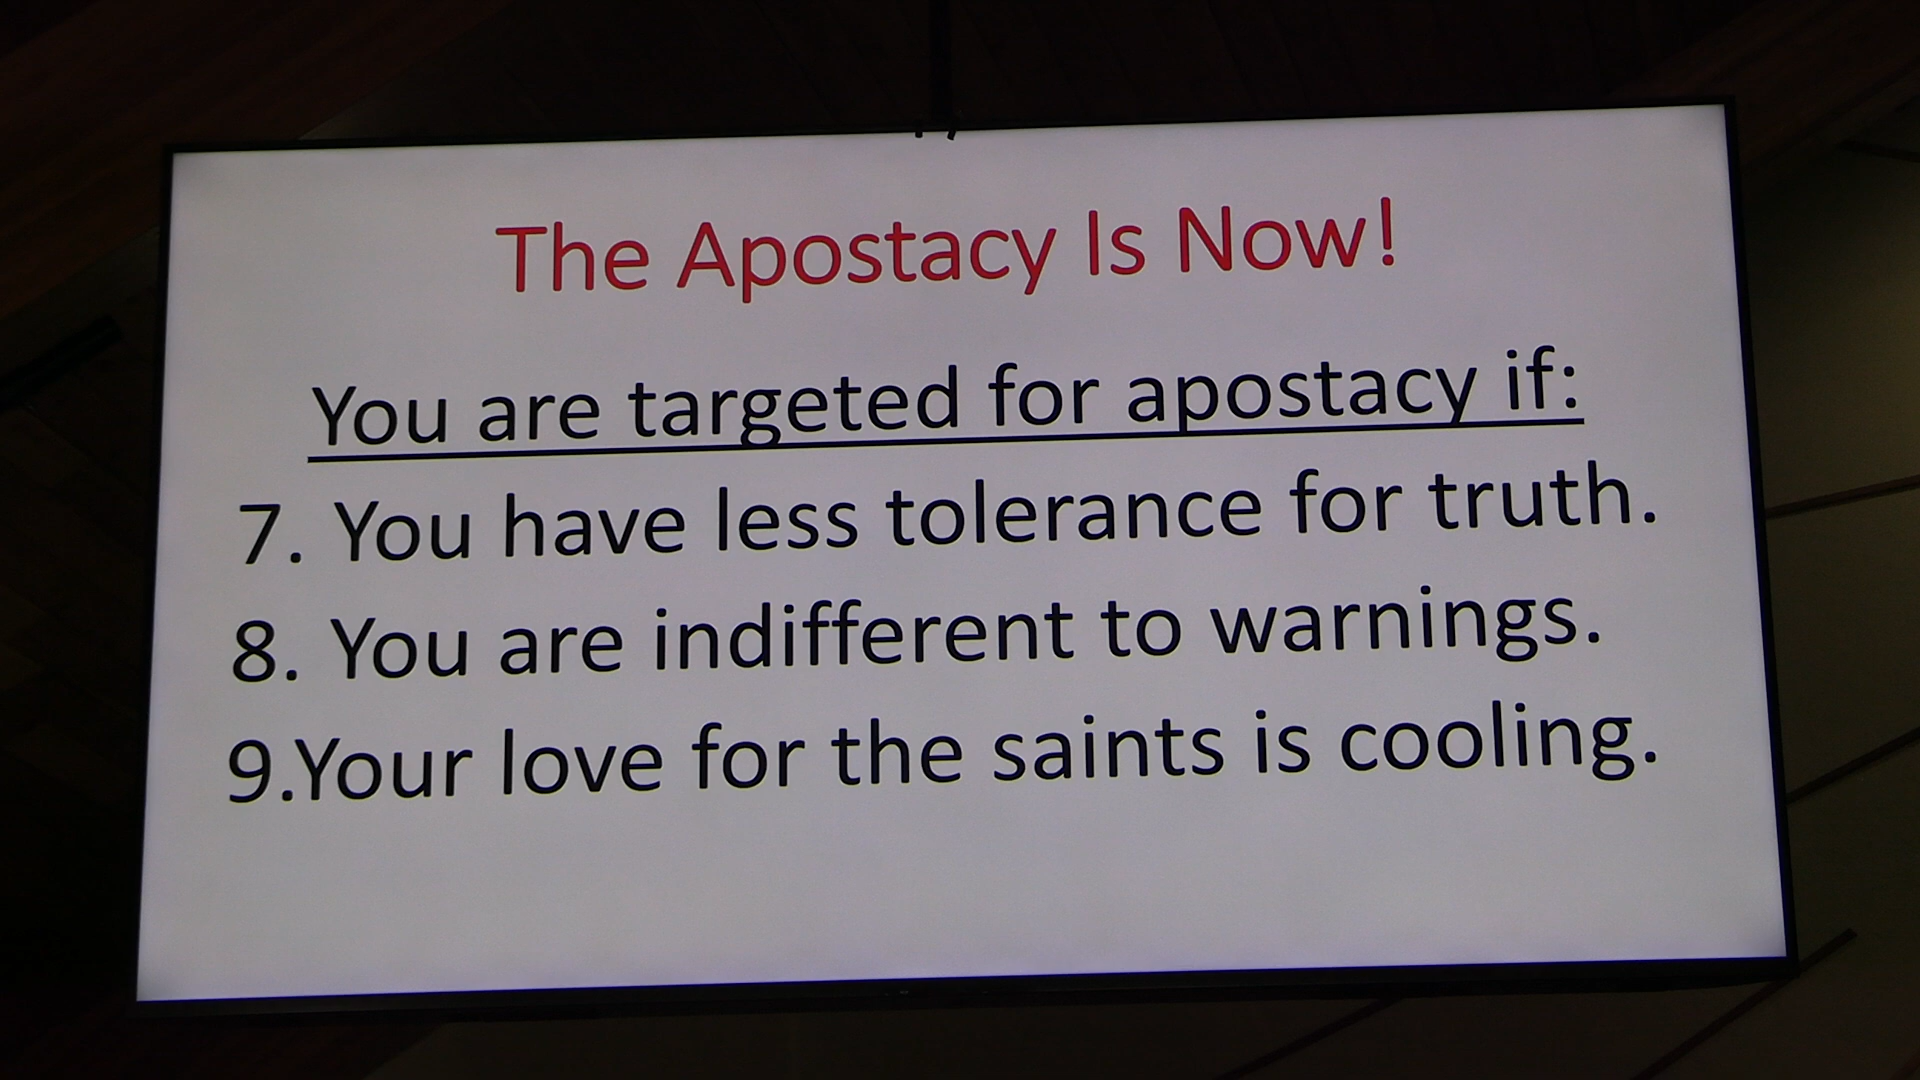 The Apostacy Is Now!
You are targeted for apostacy if:
7. You have less tolerance for truth.
8. You are indifferent to warnings.
9.Your love for the saints is cooling.